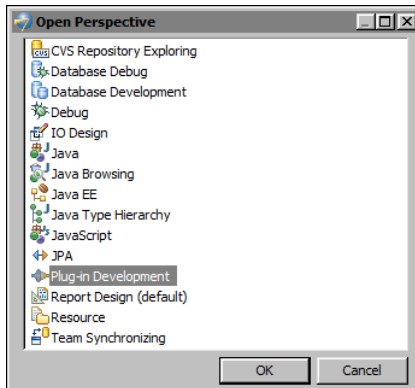 Open Perspective
CVS Repository Exploring
Database Debug
Database Development
Debug
IO Design
Java
Java Browsing
Java EE
Java Type Hierarchy
JavaScript
JPA
Plug-in Development
Report Design (default)
Resource
Team Synchronizing
OK Cancel